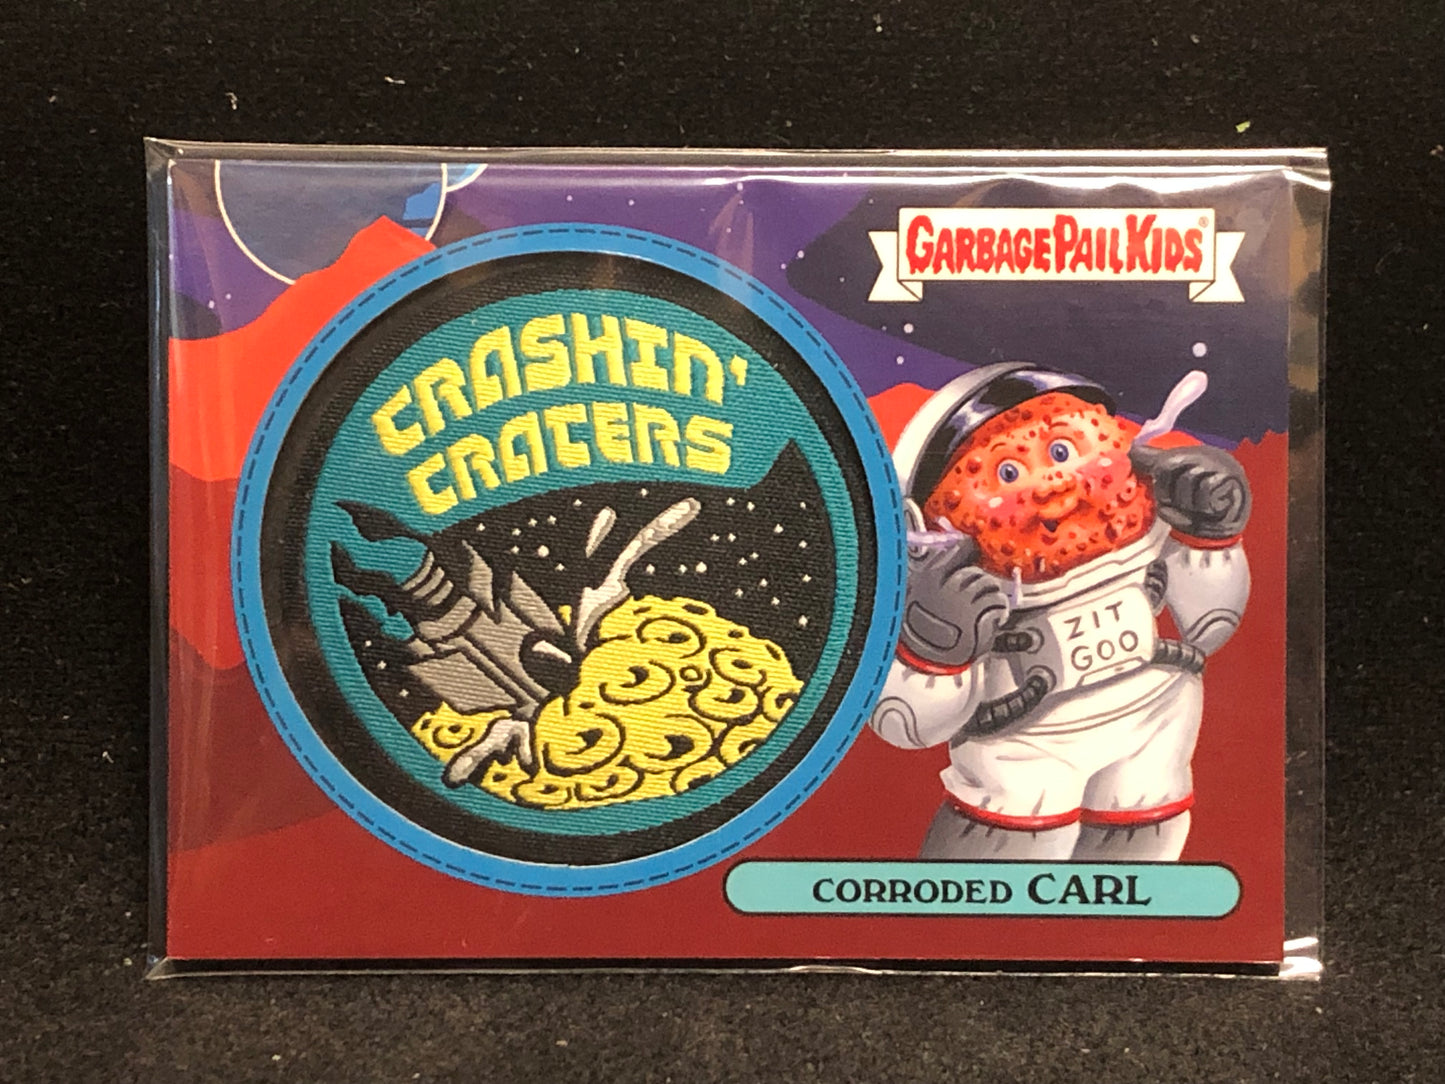 CRASHIN'
CRATERS
GARBAGE PAIL KIDS®
ZIT
GOO
CORRODED CARL